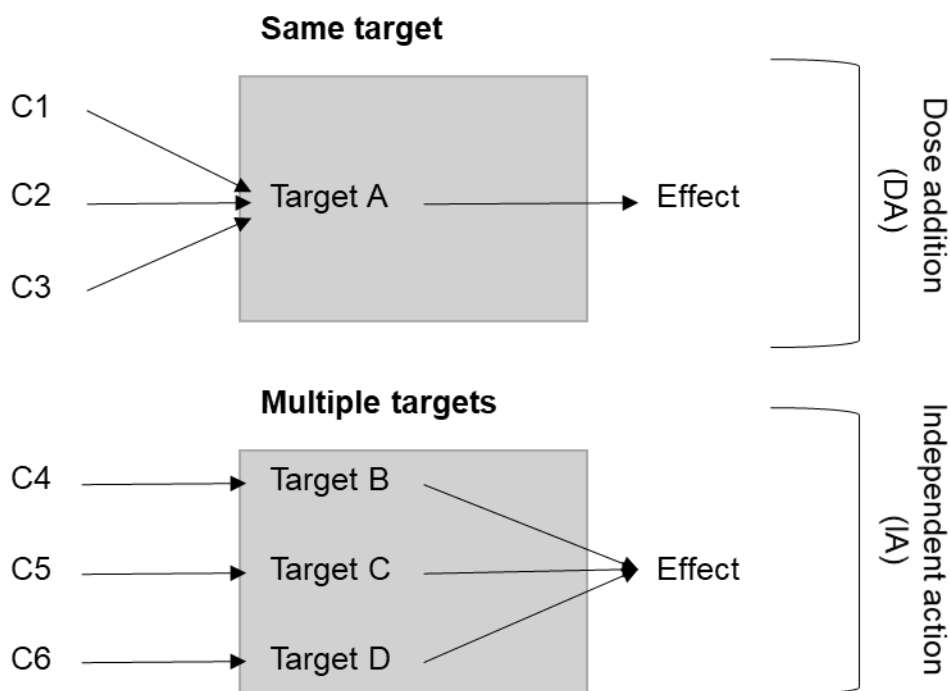 Same target
C1
C2
C3
Target A
Effect
Dose addition
(DA)
Multiple targets
C4
C5
C6
Target B
Target C
Target D
Effect
Independent action
(IA)